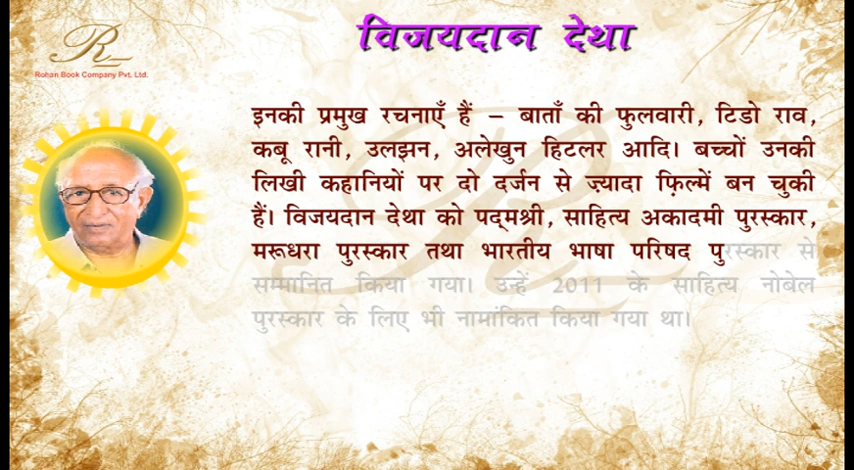 R
Rohan Book Company Pvt. Ltd.
विजयदान देथा
इनकी प्रमुख रचनाएँ हैं – बाताँ की फुलवारी, टिडो राव,
कबू रानी, उलझन, अलेखुन हिटलर आदि। बच्चों उनकी
लिखी कहानियों पर दो दर्जन से ज़्यादा फ़िल्में बन चुकी
हैं। विजयदान देथा को पद्मश्री, साहित्य अकादमी पुरस्कार,
मरूधरा पुरस्कार तथा भारतीय भाषा परिषद पुरस्कार से
सम्मानित किया गया। उन्हें 2011 के साहित्य नोबेल
पुरस्कार के लिए भी नामांकित किया गया था।